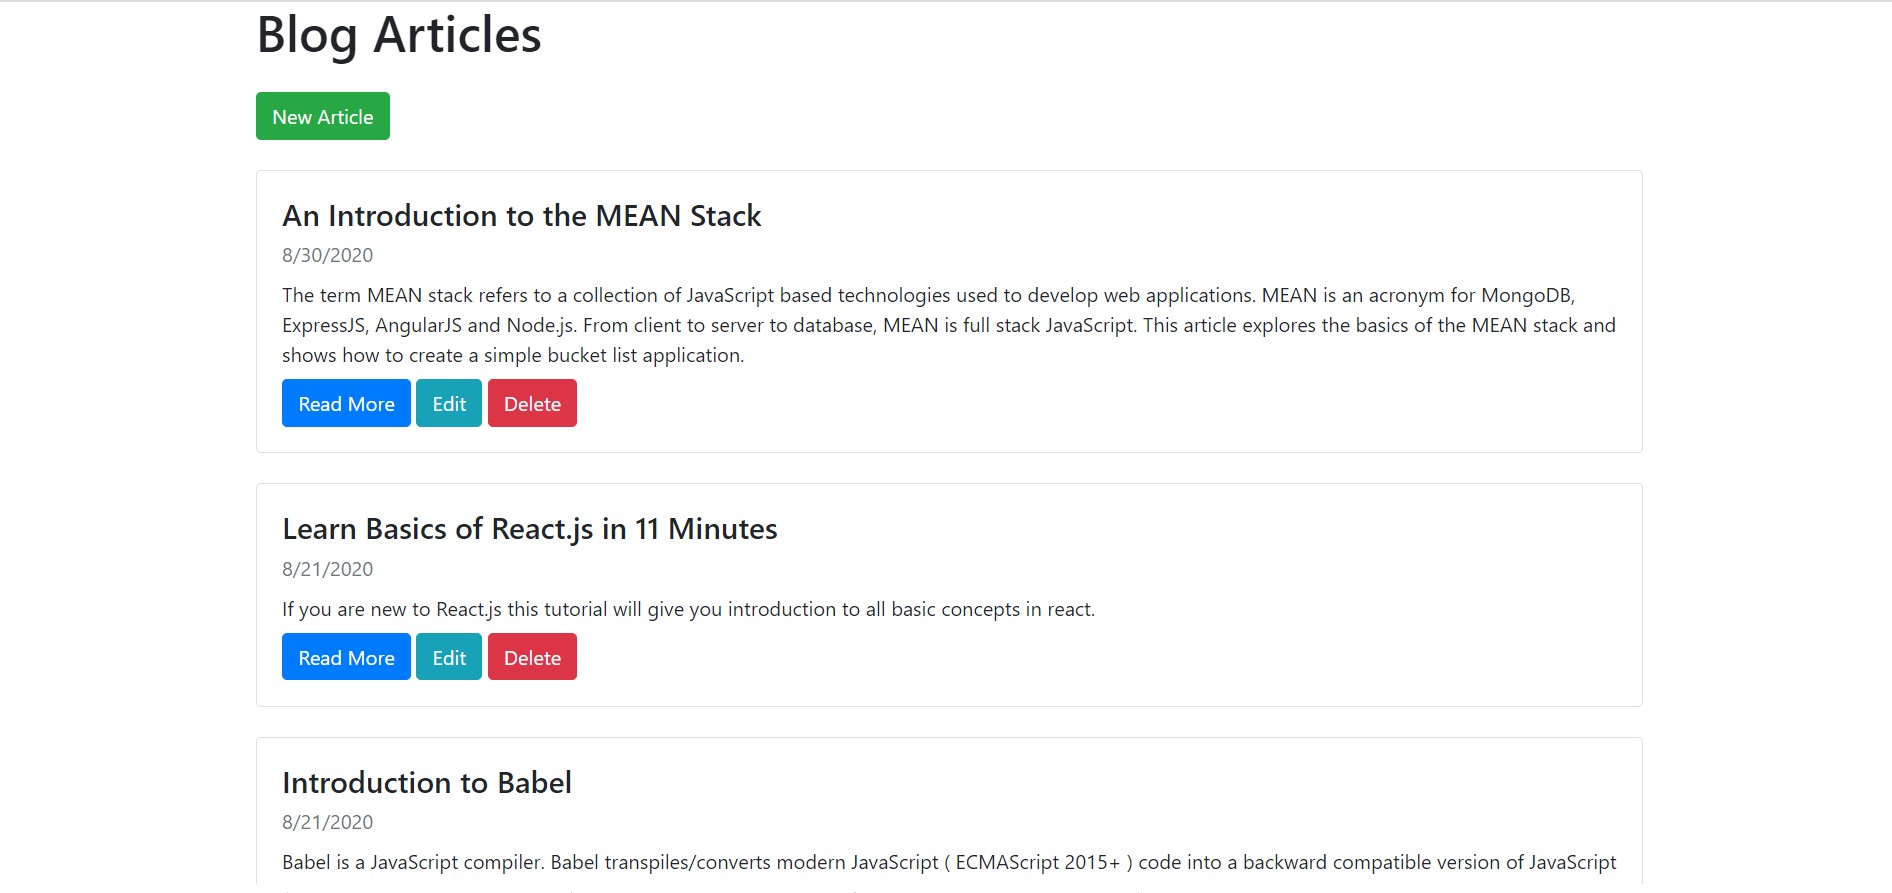 Blog Articles
New Article
An Introduction to the MEAN Stack
8/30/2020
The term MEAN stack refers to a collection of JavaScript based technologies used to develop web applications. MEAN is an acronym for MongoDB,
ExpressJS, AngularJS and Node.js. From client to server to database, MEAN is full stack JavaScript. This article explores the basics of the MEAN stack and
shows how to create a simple bucket list application.
Read More Edit Delete
Learn Basics of React.js in 11 Minutes
8/21/2020
If you are new to React.js this tutorial will give you introduction to all basic concepts in react.
Read More Edit Delete
Introduction to Babel
8/21/2020
Babel is a JavaScript compiler. Babel transpiles/converts modern JavaScript ( ECMAScript 2015+ ) code into a backward compatible version of JavaScript